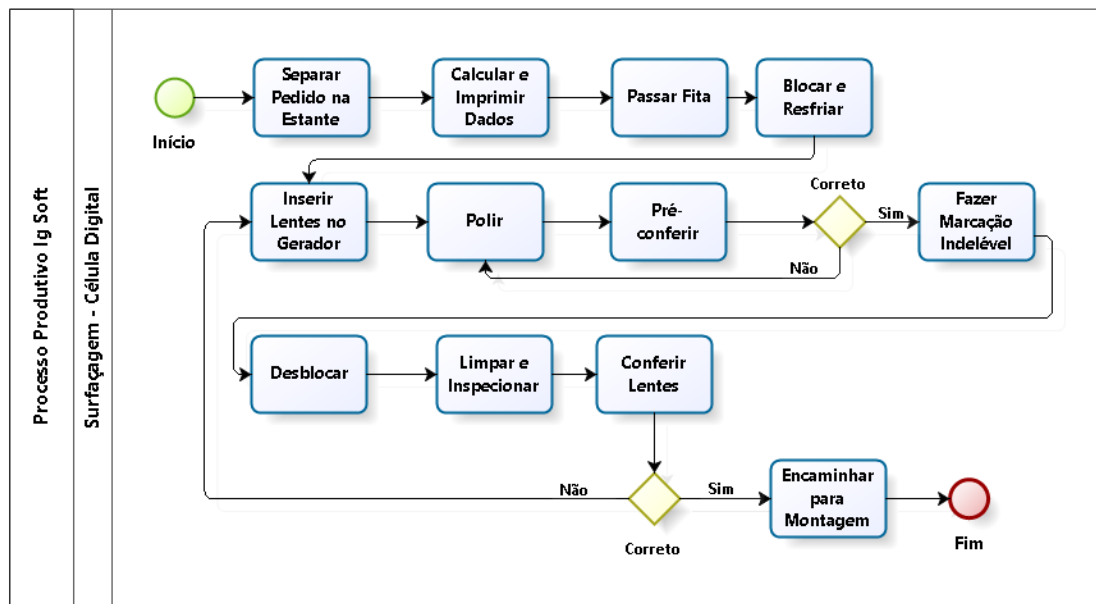 Processo Produtivo Ig Soft
Surfaçagem - Célula Digital
Início
Separar
Pedido na
Estante
Calcular e
Imprimir
Dados
Passar Fita
Blocar e
Resfriar
Inserir
Lentes no
Gerador
Polir
Pré-
conferir
Correto
Sim
Não
Fazer
Marcação
Indelével
Desblocar
Limpar e
Inspecionar
Conferir
Lentes
Não
Sim
Correto
Encaminhar
para
Montagem
Fim